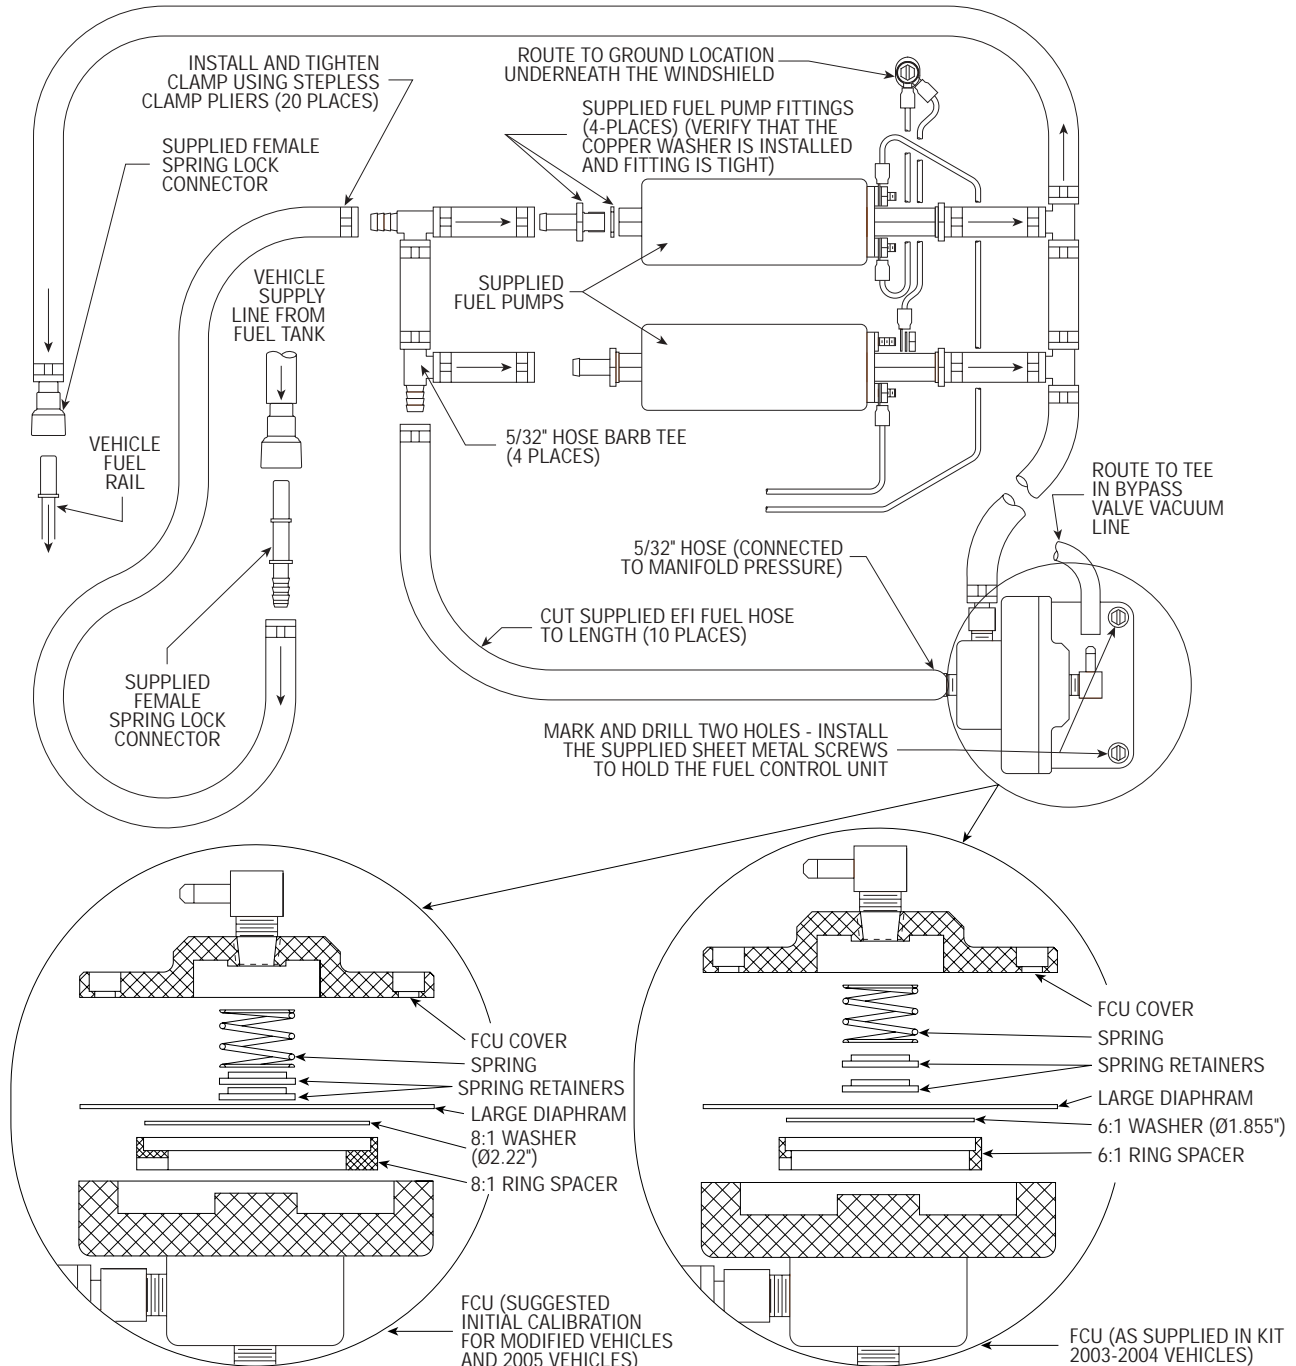 INSTALL AND TIGHTEN
CLAMP USING STEPLESS
CLAMP PLIERS (20 PLACES)
SUPPLIED FEMALE
SPRING LOCK
CONNECTOR
ROUTE TO GROUND LOCATION
UNDERNEATH THE WINDSHIELD
SUPPLIED FUEL PUMP FITTINGS
(4-PLACES) (VERIFY THAT THE
COPPER WASHER IS INSTALLED
AND FITTING IS TIGHT)
VEHICLE
SUPPLY
LINE FROM
FUEL TANK
SUPPLIED
FUEL PUMPS
VEHICLE
FUEL
RAIL
5/32" HOSE BARB TEE
(4 PLACES)
ROUTE TO TEE
IN BYPASS
VALVE VACUUM
LINE
5/32" HOSE (CONNECTED
TO MANIFOLD PRESSURE)
CUT SUPPLIED EFI FUEL HOSE
TO LENGTH (10 PLACES)
SUPPLIED
FEMALE
SPRING LOCK
CONNECTOR
MARK AND DRILL TWO HOLES - INSTALL
THE SUPPLIED SHEET METAL SCREWS
TO HOLD THE FUEL CONTROL UNIT
FCU COVER
SPRING
SPRING RETAINERS
LARGE DIAPHRAM
8:1 WASHER
(Ø2.22")
8:1 RING SPACER
FCU (SUGGESTED
INITIAL CALIBRATION
FOR MODIFIED VEHICLES
AND 2005 VEHICLES)
FCU COVER
SPRING
SPRING RETAINERS
LARGE DIAPHRAM
6:1 WASHER (Ø1.855")
6:1 RING SPACER
FCU (AS SUPPLIED IN KIT
2003-2004 VEHICLES)